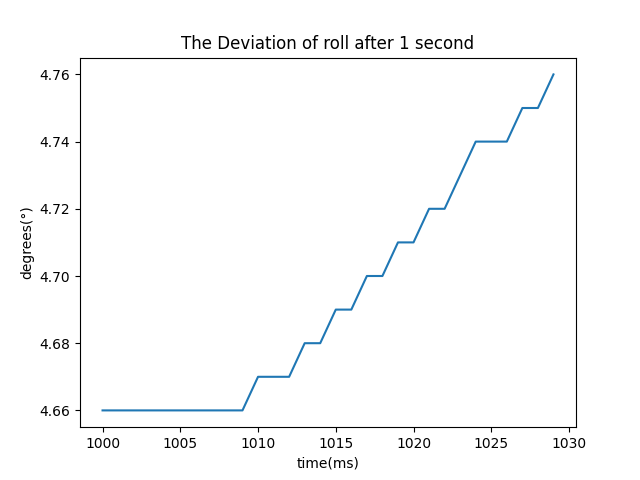 The Deviation of roll after 1 second
4.76
4.74
4.72
4.70
4.68
4.66
degrees(°)
1000 1005 1010 1015 1020 1025 1030
time(ms)